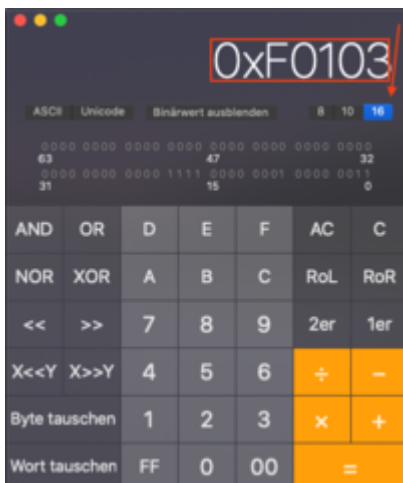 0xF0103
ASCII Unicode Binärwert ausblenden 8 10 16
0000 0000 0000 0000 0000 0000 0000 0000
63 47 32
0000 0000 0000 1111 0000 0001 0000 0011
31 15 0
AND OR D E F AC C
NOR XOR A B C RoL RoR
<< >> 7 8 9 2er 1er
X<<Y X>>Y 4 5 6 ÷ −
Byte tauschen 1 2 3 × +
Wort tauschen FF 0 00 =